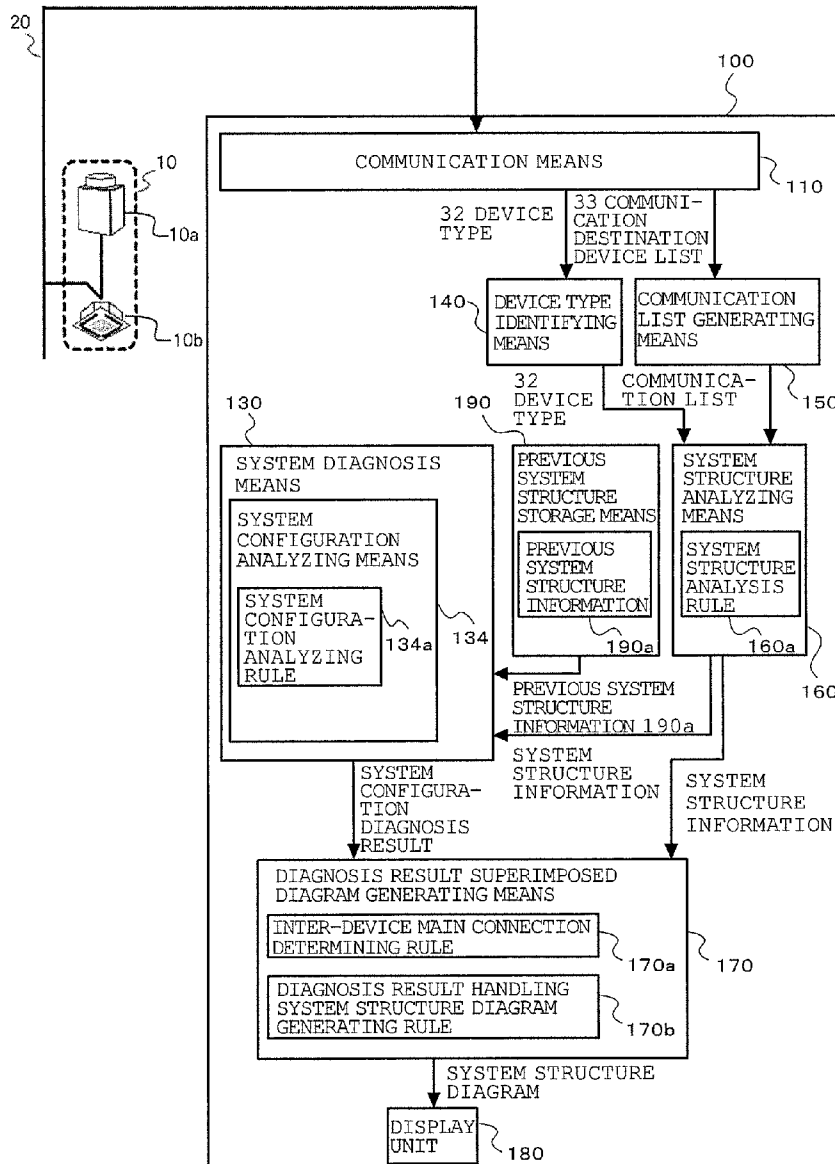 20
100
COMMUNICATION MEANS
110
10
10a
10b
32 DEVICE
TYPE
33 COMMUNI-
CATION
DESTINATION
DEVICE LIST
140
DEVICE TYPE
IDENTIFYING
MEANS
COMMUNICATION
LIST GENERATING
MEANS
150
32
DEVICE
TYPE
COMMUNICA-
TION LIST
130
SYSTEM DIAGNOSIS
MEANS
SYSTEM
CONFIGURATION
ANALYZING MEANS
SYSTEM
CONFIGURA-
TION
ANALYZING
RULE
134a
134
190
PREVIOUS
SYSTEM
STRUCTURE
STORAGE MEANS
PREVIOUS
SYSTEM
STRUCTURE
INFORMATION
190a
SYSTEM
STRUCTURE
ANALYZING
MEANS
SYSTEM
STRUCTURE
ANALYSIS
RULE
160a
160
PREVIOUS SYSTEM
STRUCTURE
INFORMATION 190a
SYSTEM
STRUCTURE
INFORMATION
SYSTEM
CONFIGURA-
TION
DIAGNOSIS
RESULT
SYSTEM
STRUCTURE
INFORMATION
DIAGNOSIS RESULT SUPERIMPOSED
DIAGRAM GENERATING MEANS
INTER-DEVICE MAIN CONNECTION
DETERMINING RULE
170a
170
DIAGNOSIS RESULT HANDLING
SYSTEM STRUCTURE DIAGRAM
GENERATING RULE
170b
SYSTEM STRUCTURE
DIAGRAM
DISPLAY
UNIT
180